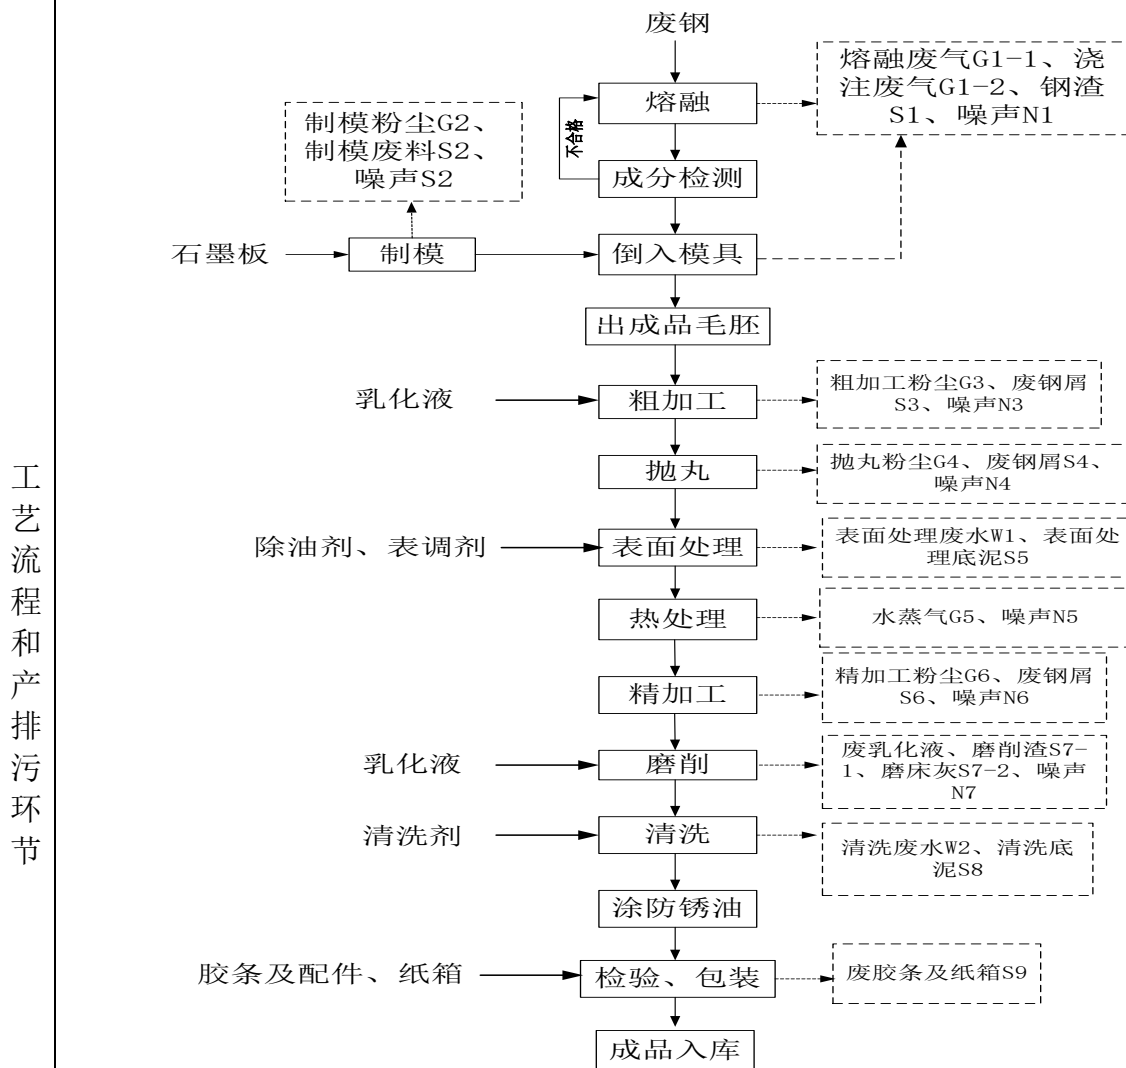 工艺流程和产排污环节
废钢
熔融
熔融废气G1-1、浇
注废气G1-2、钢渣
S1、噪声N1
不合格
制模粉尘G2、
制模废料S2、
噪声S2
成分检测
石墨板
制模
倒入模具
出成品毛胚
乳化液
粗加工
粗加工粉尘G3、废钢屑
S3、噪声N3
抛丸
抛丸粉尘G4、废钢屑S4、
噪声N4
除油剂、表调剂
表面处理
表面处理废水W1、表面处
理底泥S5
热处理
水蒸气G5、噪声N5
精加工
精加工粉尘G6、废钢屑
S6、噪声N6
乳化液
磨削
废乳化液、磨削渣S7-
1、磨床灰S7-2、噪声
N7
清洗剂
清洗
清洗废水W2、清洗底
泥S8
涂防锈油
胶条及配件、纸箱
检验、包装
废胶条及纸箱S9
成品入库